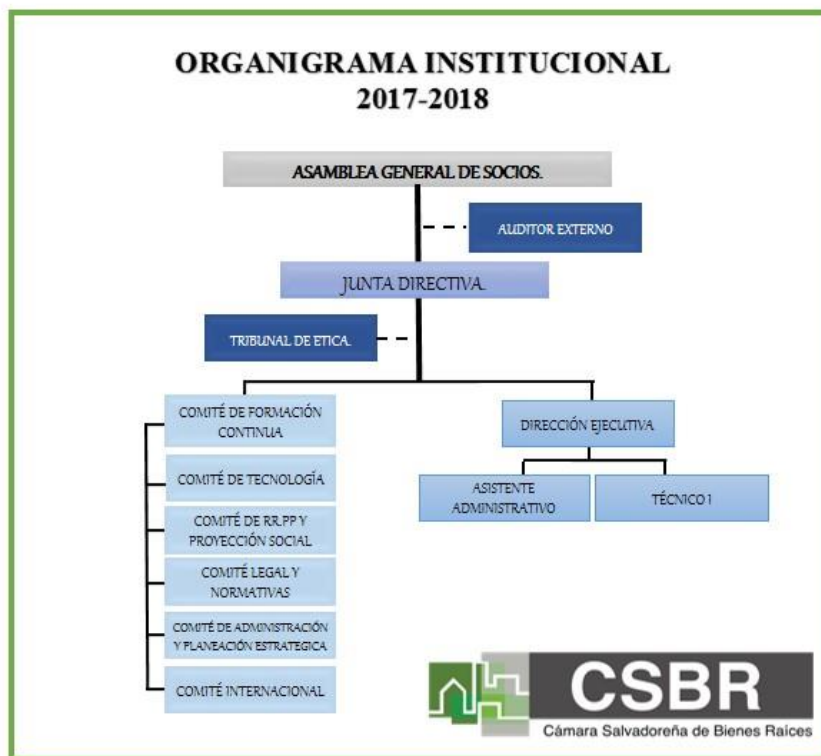 ORGANIGRAMA INSTITUCIONAL
2017-2018
ASAMBLEA GENERAL DE SOCIOS.
AUDITOR EXTERNO
JUNTA DIRECTIVA.
TRIBUNAL DE ETICA.
COMITÉ DE FORMACIÓN
CONTINUA
DIRECCIÓN EJECUTIVA
COMITÉ DE TECNOLOGÍA
ASISTENTE
ADMINISTRATIVO
TÉCNICO 1
COMITÉ DE RR.PP Y
PROYECCIÓN SOCIAL
COMITÉ LEGAL Y
NORMATIVAS
COMITÉ DE ADMINISTRACIÓN
Y PLANEACIÓN ESTRATEGICA
COMITÉ INTERNACIONAL
CSBR
Cámara Salvadoreña de Bienes Raíces